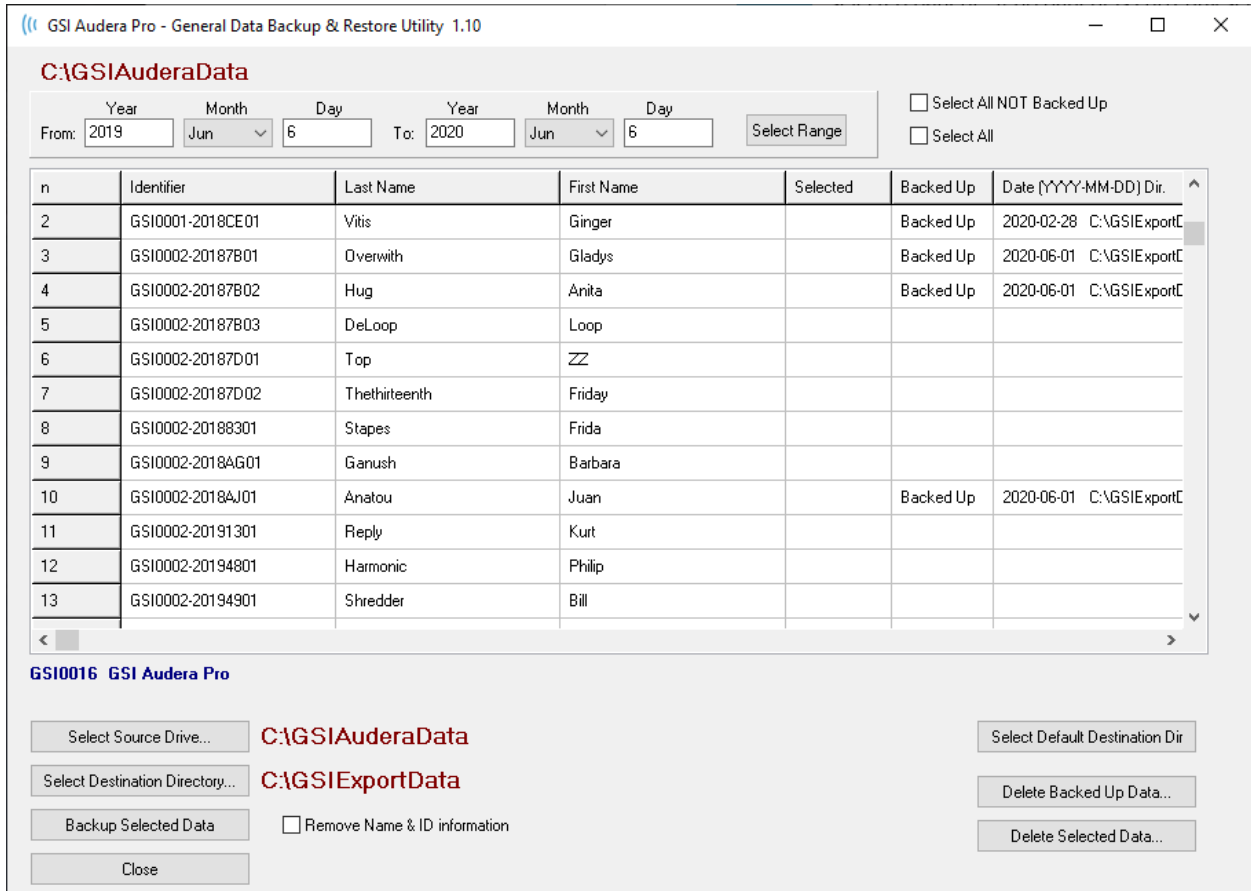 GSI Audera Pro - General Data Backup & Restore Utility 1.10
C:\GSIAuderaData
Year Month Day Year Month Day
From: 2019 Jun 6 To: 2020 Jun 6 Select Range
Select All NOT Backed Up
Select All
n Identifier Last Name First Name Selected Backed Up Date (YYYY-MM-DD) Dir.
2 GSI0001-2018CE01 Vitis Ginger Backed Up 2020-02-28 C:\GSIExportD
3 GSI0002-20187B01 Overwith Gladys Backed Up 2020-06-01 C:\GSIExportD
4 GSI0002-20187B02 Hug Anita Backed Up 2020-06-01 C:\GSIExportD
5 GSI0002-20187B03 DeLoop Loop
6 GSI0002-20187D01 Top ZZ
7 GSI0002-20187D02 Thethirteenth Friday
8 GSI0002-20188301 Stapes Frida
9 GSI0002-2018AG01 Ganush Barbara
10 GSI0002-2018AJ01 Anatou Juan Backed Up 2020-06-01 C:\GSIExportD
11 GSI0002-20191301 Reply Kurt
12 GSI0002-20194801 Harmonic Philip
13 GSI0002-20194901 Shredder Bill
GSI0016 GSI Audera Pro
Select Source Drive... C:\GSIAuderaData Select Default Destination Dir
Select Destination Directory... C:\GSIExportData Delete Backed Up Data...
Backup Selected Data Remove Name & ID information Delete Selected Data...
Close